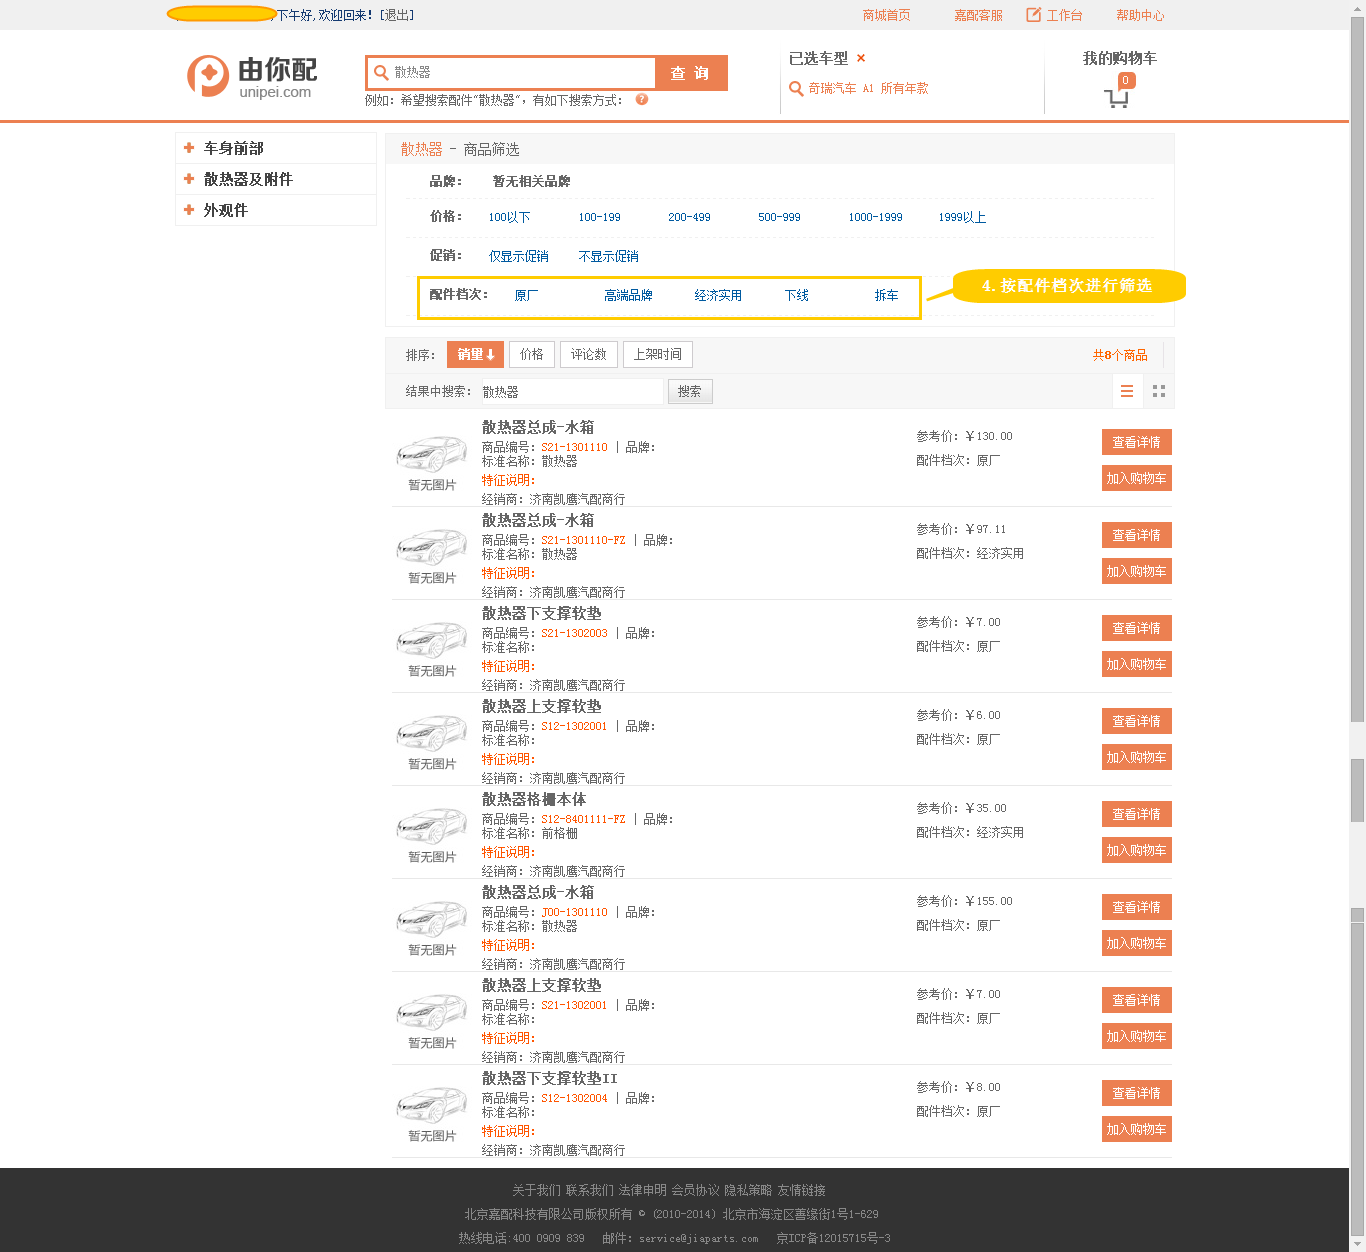 ,下午好,欢迎回来! [退出]
商城首页 嘉配客服 工作台 帮助中心
由你配
unipei.com
散热器 查 询
例如：希望搜索配件"散热器"，有如下搜索方式： ?
已选车型 ×
奇瑞汽车 A1 所有年款
我的购物车
0
车身前部
散热器及附件
外观件
散热器 - 商品筛选
品牌： 暂无相关品牌
价格： 100以下 100-199 200-499 500-999 1000-1999 1999以上
促销： 仅显示促销 不显示促销
配件档次： 原厂 高端品牌 经济实用 下线 拆车
4.按配件档次进行筛选
排序： 销量 价格 评论数 上架时间 共8个商品
结果中搜索： 散热器 搜索
暂无图片
散热器总成-水箱
商品编号：S21-1301110 | 品牌：
标准名称：散热器
特征说明：
经销商：济南凯鹰汽配商行
参考价：￥130.00
配件档次：原厂
查看详情
加入购物车
暂无图片
散热器总成-水箱
商品编号：S21-1301110-FZ | 品牌：
标准名称：散热器
特征说明：
经销商：济南凯鹰汽配商行
参考价：￥97.11
配件档次：经济实用
查看详情
加入购物车
暂无图片
散热器下支撑软垫
商品编号：S21-1302003 | 品牌：
标准名称：
特征说明：
经销商：济南凯鹰汽配商行
参考价：￥7.00
配件档次：原厂
查看详情
加入购物车
暂无图片
散热器上支撑软垫
商品编号：S12-1302001 | 品牌：
标准名称：
特征说明：
经销商：济南凯鹰汽配商行
参考价：￥6.00
配件档次：原厂
查看详情
加入购物车
暂无图片
散热器格栅本体
商品编号：S12-8401111-FZ | 品牌：
标准名称：前格栅
特征说明：
经销商：济南凯鹰汽配商行
参考价：￥35.00
配件档次：经济实用
查看详情
加入购物车
暂无图片
散热器总成-水箱
商品编号：J00-1301110 | 品牌：
标准名称：散热器
特征说明：
经销商：济南凯鹰汽配商行
参考价：￥155.00
配件档次：原厂
查看详情
加入购物车
暂无图片
散热器上支撑软垫
商品编号：S21-1302001 | 品牌：
标准名称：
特征说明：
经销商：济南凯鹰汽配商行
参考价：￥7.00
配件档次：原厂
查看详情
加入购物车
暂无图片
散热器下支撑软垫II
商品编号：S12-1302004 | 品牌：
标准名称：
特征说明：
经销商：济南凯鹰汽配商行
参考价：￥8.00
配件档次：原厂
查看详情
加入购物车
关于我们 联系我们 法律申明 会员协议 隐私策略 友情链接
北京嘉配科技有限公司版权所有 © (2010-2014) 北京市海淀区善缘街1号1-629
热线电话:400 0909 839 邮件: service@jiaparts.com 京ICP备12015715号-3